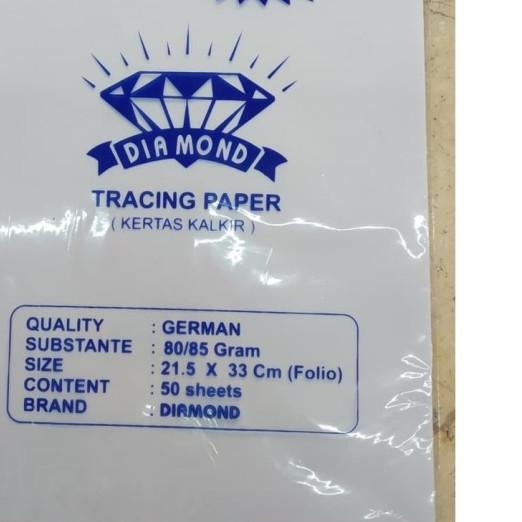 DIAMOND
TRACING PAPER
( KERTAS KALKIR )
QUALITY : GERMAN
SUBSTANTE : 80/85 Gram
SIZE : 21.5 X 33 Cm (Folio)
CONTENT : 50 sheets
BRAND : DIAMOND